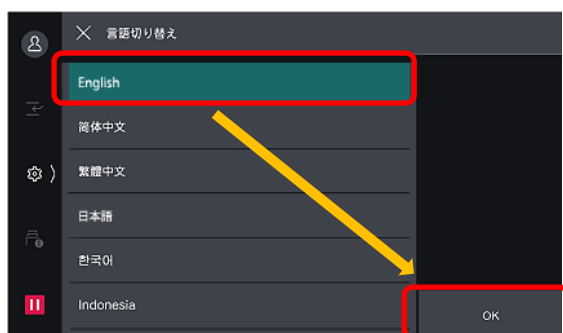 言語切り替え
English
简体中文
繁體中文
日本語
한국어
Indonesia
OK